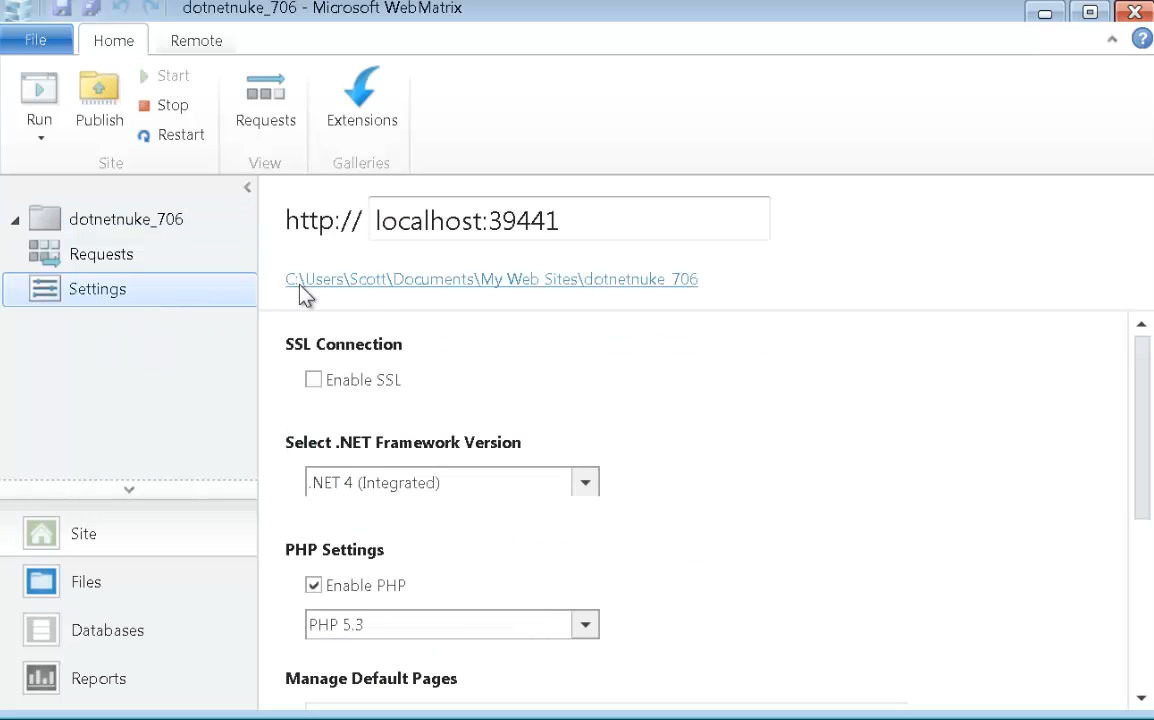 dotnetnuke_706 - Microsoft WebMatrix
File Home Remote
Run
Publish
Start
Stop
Restart
Site
Requests
View
Extensions
Galleries
dotnetnuke_706
Requests
Settings
Site
Files
Databases
Reports
http:// localhost:39441
C:\Users\Scott\Documents\My Web Sites\dotnetnuke_706
SSL Connection
Enable SSL
Select .NET Framework Version
.NET 4 (Integrated)
PHP Settings
Enable PHP
PHP 5.3
Manage Default Pages